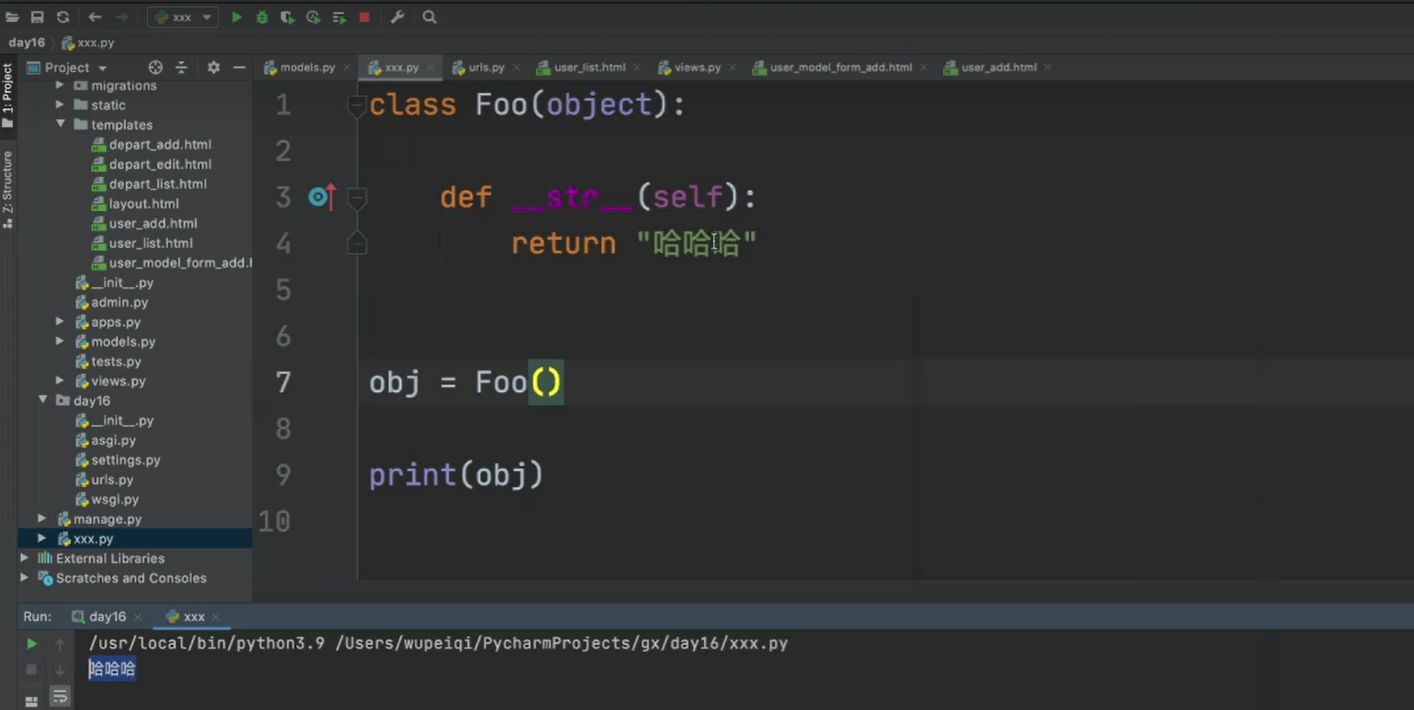 xxx
day16 xxx.py
1: Project
Z: Structure
Project
migrations
static
templates
depart_add.html
depart_edit.html
depart_list.html
layout.html
user_add.html
user_list.html
user_model_form_add.h
__init__.py
admin.py
apps.py
models.py
tests.py
views.py
day16
__init__.py
asgi.py
settings.py
urls.py
wsgi.py
manage.py
xxx.py
External Libraries
Scratches and Consoles
models.py xxx.py urls.py user_list.html views.py user_model_form_add.html user_add.html
1 class Foo(object):
2
3 def __str__(self):
4 return "哈哈哈"
5
6
7 obj = Foo()
8
9 print(obj)
10
Run: day16 xxx
/usr/local/bin/python3.9 /Users/wupeiqi/PycharmProjects/gx/day16/xxx.py
哈哈哈